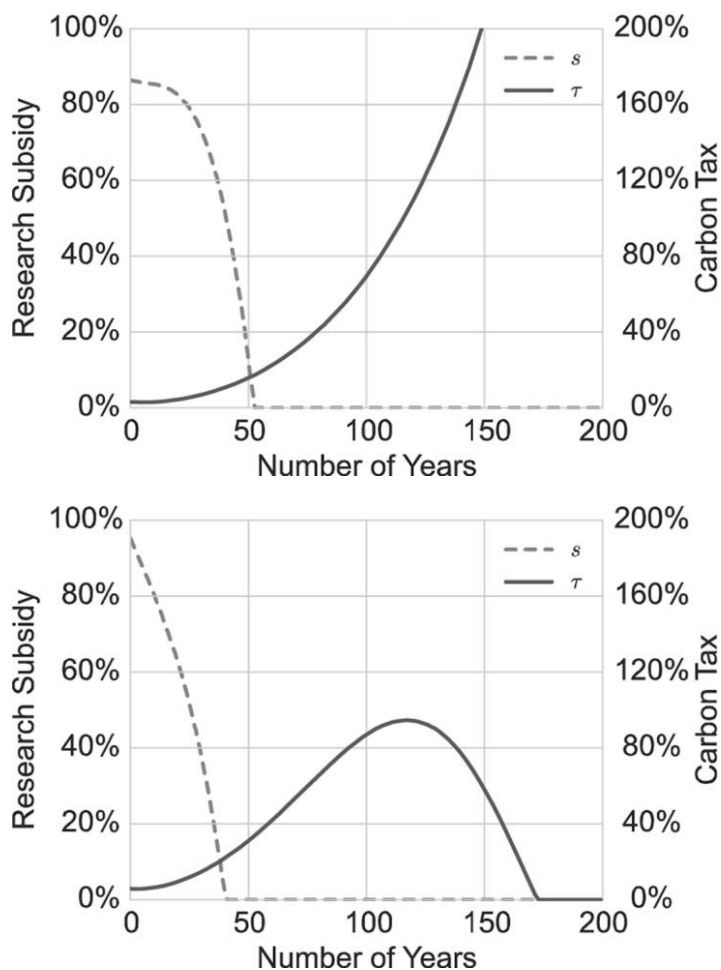 100% 200%
s
τ
80% 160%
60% 120%
40% 80%
20% 40%
0% 0%
0 50 100 150 200
Number of Years
Research Subsidy
Carbon Tax
100% 200%
s
τ
80% 160%
60% 120%
40% 80%
20% 40%
0% 0%
0 50 100 150 200
Number of Years
Research Subsidy
Carbon Tax